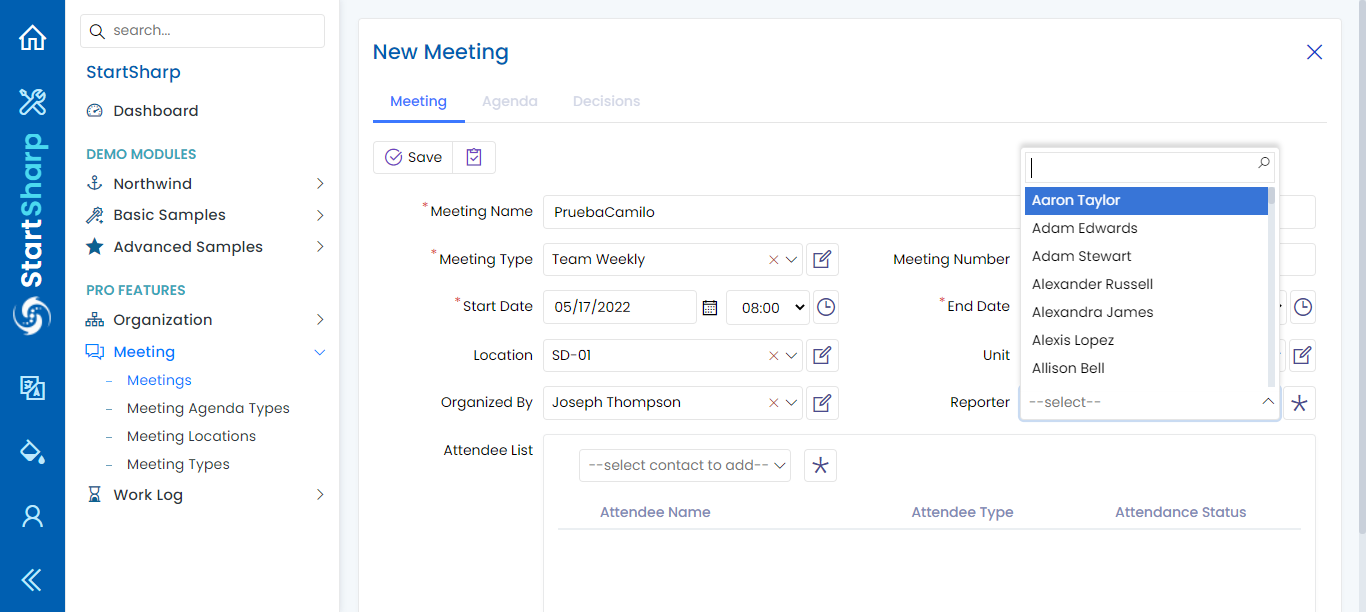 StartSharp
search...
StartSharp
Dashboard
DEMO MODULES
Northwind
Basic Samples
Advanced Samples
PRO FEATURES
Organization
Meeting
Meetings
Meeting Agenda Types
Meeting Locations
Meeting Types
Work Log
New Meeting
Meeting Agenda Decisions
Save
*Meeting Name PruebaCamilo
*Meeting Type Team Weekly Meeting Number
*Start Date 05/17/2022 08:00 *End Date
Location SD-01 Unit
Organized By Joseph Thompson Reporter --select--
Aaron Taylor
Adam Edwards
Adam Stewart
Alexander Russell
Alexandra James
Alexis Lopez
Allison Bell
Attendee List
--select contact to add--
Attendee Name Attendee Type Attendance Status